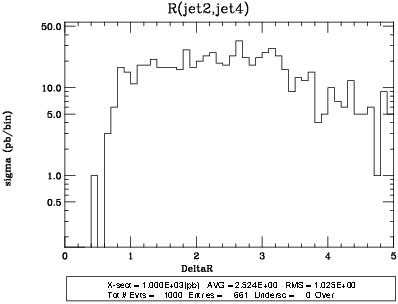 R(jet2,jet4)
50.0
10.0
5.0
1.0
0.5
sigma (pb/bin)
0 1 2 3 4 5
DeltaR
X-sect = 1.000E+03(pb) AVG = 2.524E+00 RMS = 1.025E+00
Tot # Evts = 1000 Entries = 661 Undersc = 0 Over